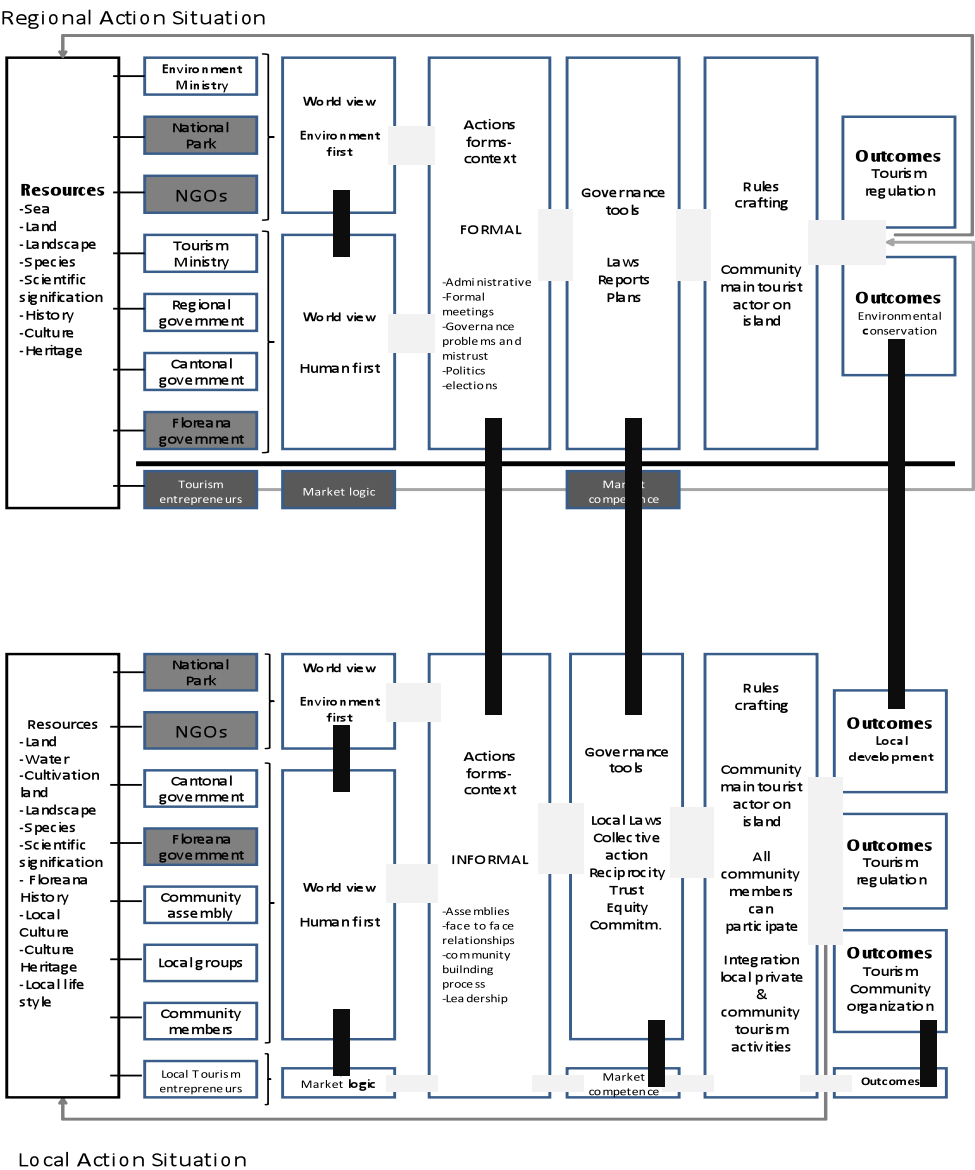 Regional Action Situation
Resources
-Sea
-Land
-Landscape
-Species
-Scientific
signification
-History
-Culture
-Heritage
Environment
Ministry
National
Park
NGOs
Tourism
Ministry
Regional
government
Cantonal
government
Floreana
government
Tourism
entrepreneurs
World view
Environment
first
World view
Human first
Market logic
Actions
forms-
context
FORMAL
-Administrative
-Formal
meetings
-Governance
problems and
mistrust
-Politics
-elections
Governance
tools
Laws
Reports
Plans
Rules
crafting
Community
main tourist
actor on
island
Outcomes
Tourism
regulation
Outcomes
Environmental
conservation
Resources
-Land
-Water
-Cultivation
land
-Landscape
-Species
-Scientific
signification
- Floreana
History
-Local
Culture
-Culture
Heritage
-Local life
style
National
Park
NGOs
Cantonal
government
Floreana
government
Community
assembly
Local groups
Community
members
Local Tourism
entrepreneurs
World view
Environment
first
World view
Human first
Market logic
Actions
forms-
context
INFORMAL
-Assemblies
-face to face
relationships
-community
builnding
process
-Leadership
Governance
tools
Local Laws
Collective
action
Reciprocity
Trust
Equity
Commitm.
Market
competence
Rules
crafting
Community
main tourist
actor on
island
All
community
members
can
participate
Integration
local private
&
community
tourism
activities
Outcomes
Local
development
Outcomes
Tourism
regulation
Outcomes
Tourism
Community
organization
Outcomes
Local Action Situation